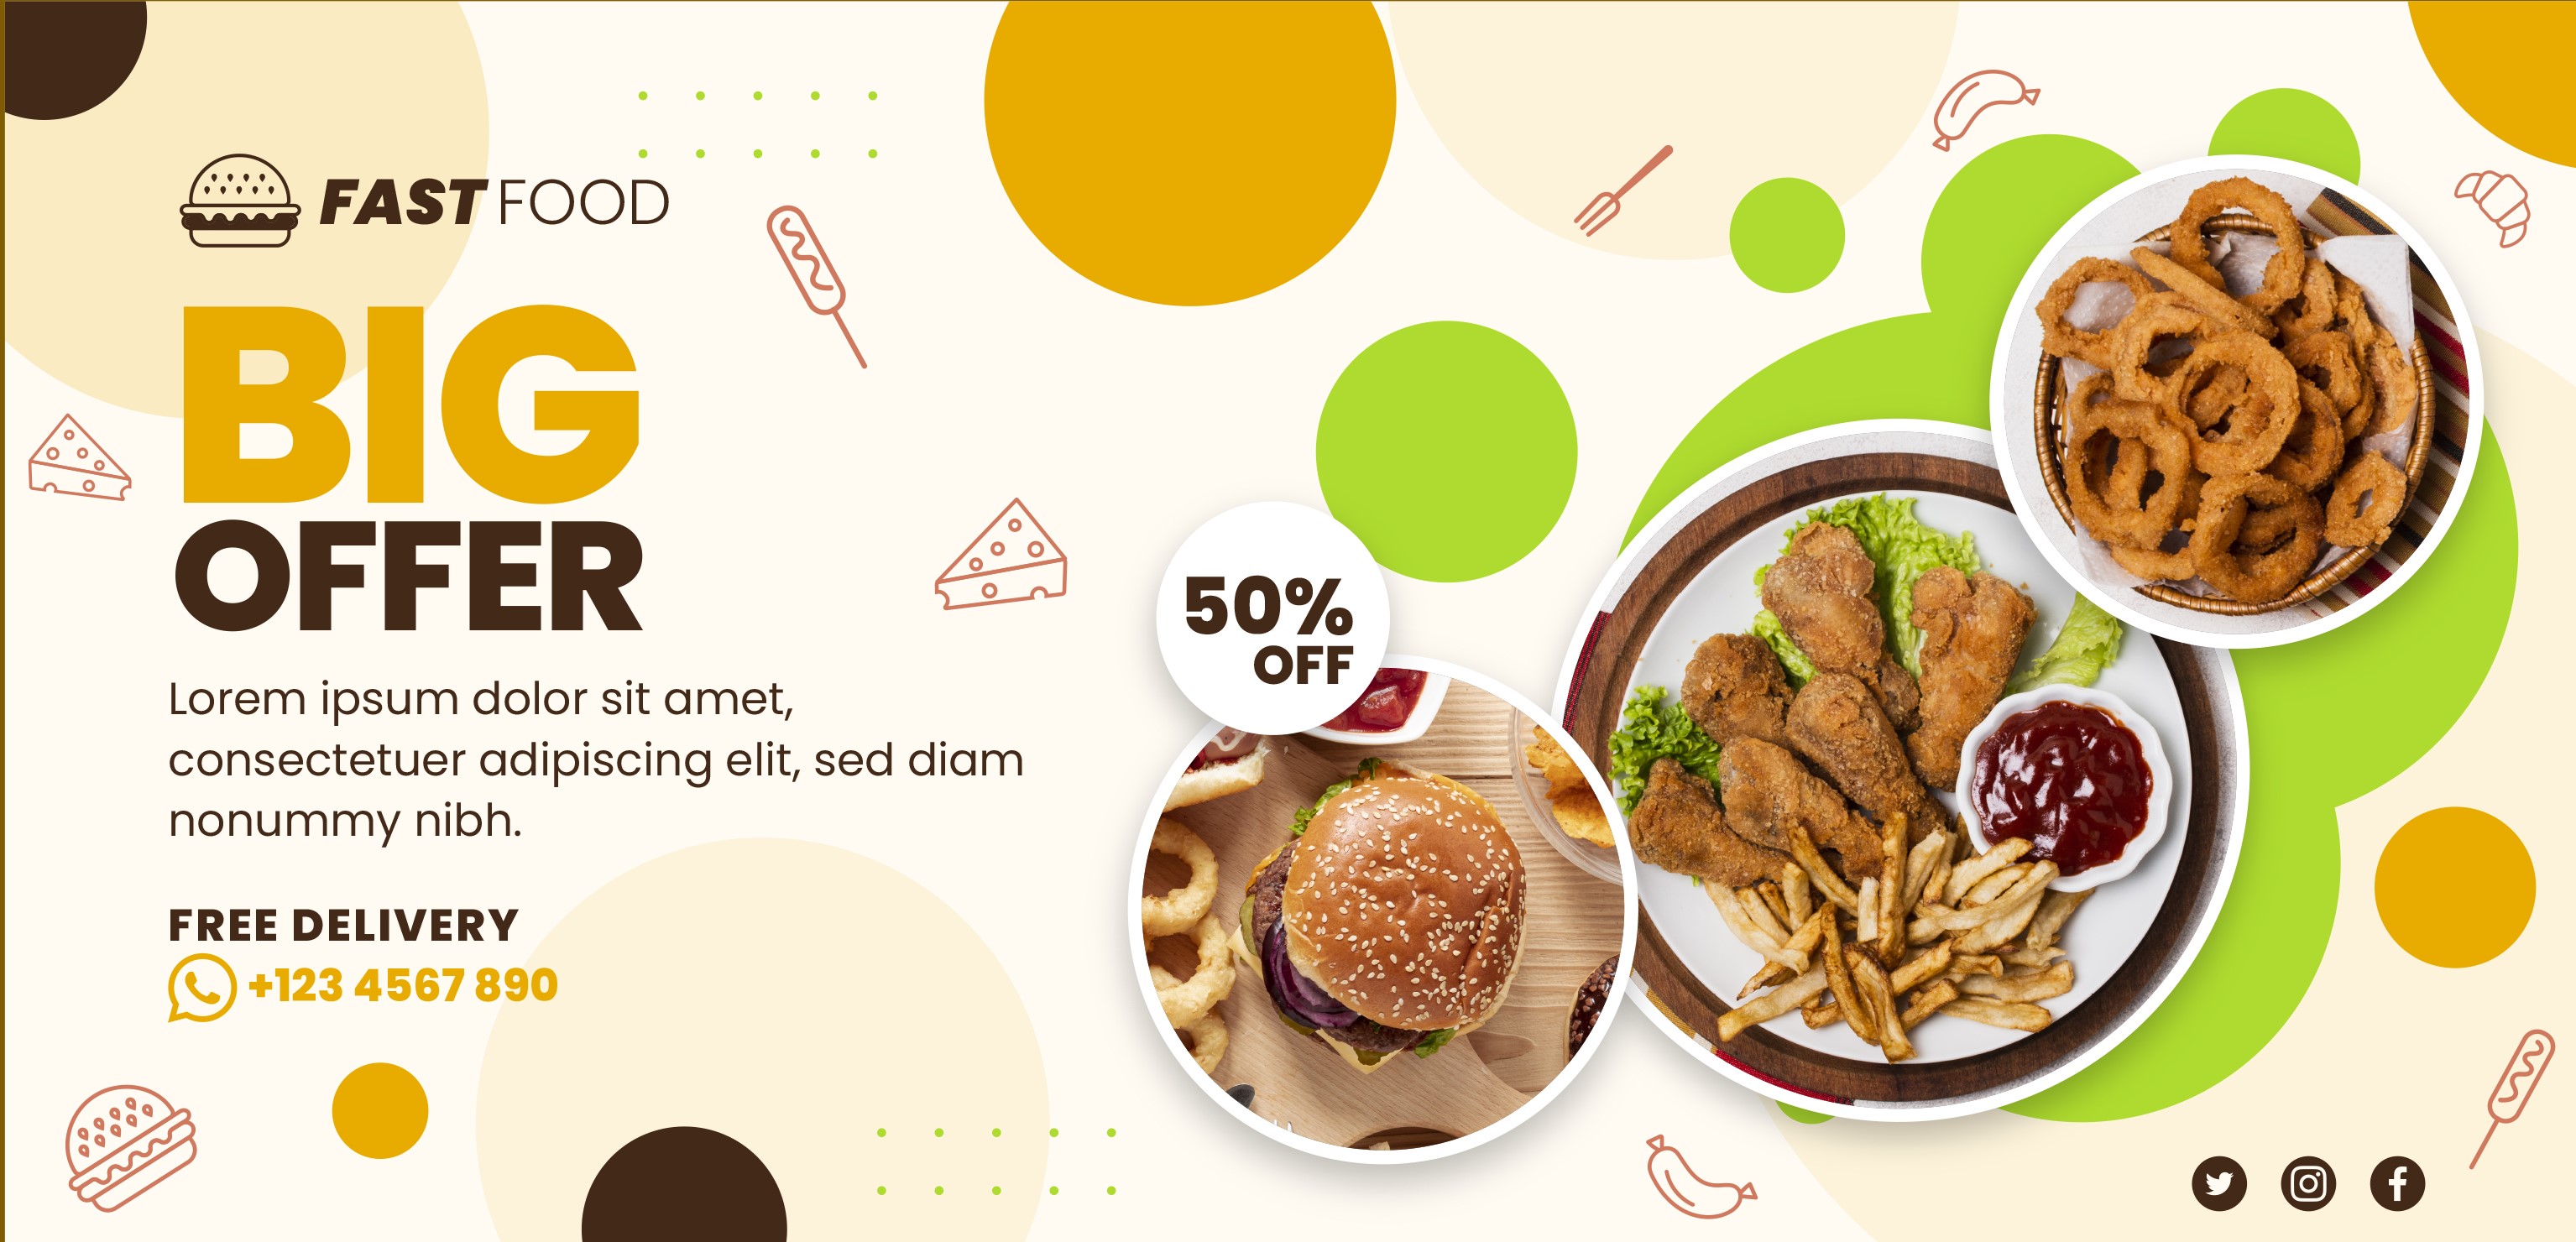 FAST FOOD
BIG
OFFER
Lorem ipsum dolor sit amet,
consectetuer adipiscing elit, sed diam
nonummy nibh.
FREE DELIVERY
+123 4567 890
50%
OFF